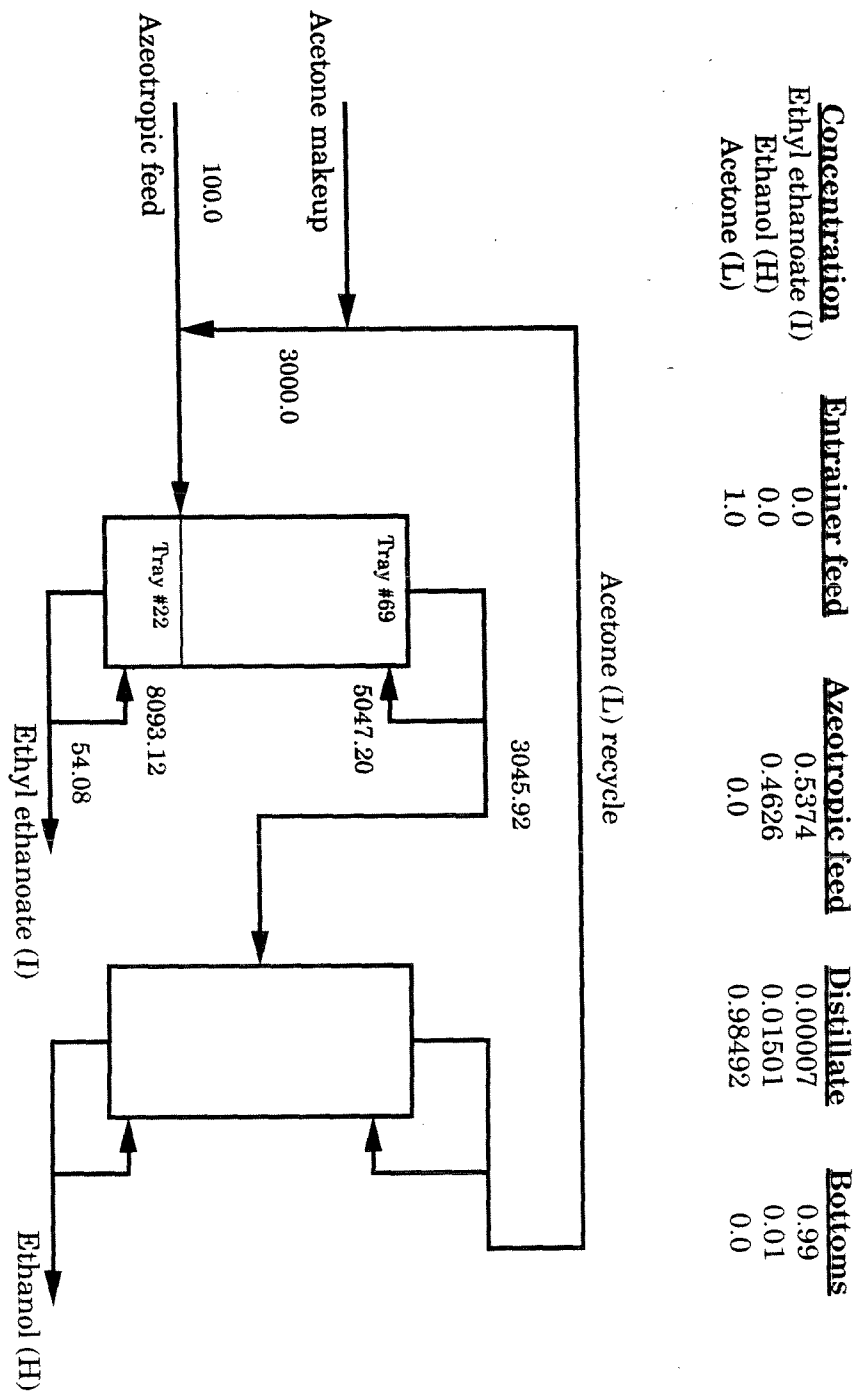 Concentration Entrainer feed Azeotropic feed Distillate Bottoms
Ethyl ethanoate (I) 0.0 0.5374 0.00007 0.99
Ethanol (H) 0.0 0.4626 0.01501 0.01
Acetone (L) 1.0 0.0 0.98492 0.0
Acetone (L) recycle
3045.92
Tray #69
5047.20
Acetone makeup
3000.0
100.0
Azeotropic feed
Tray #22
8093.12
54.08
Ethyl ethanoate (I)
Ethanol (H)